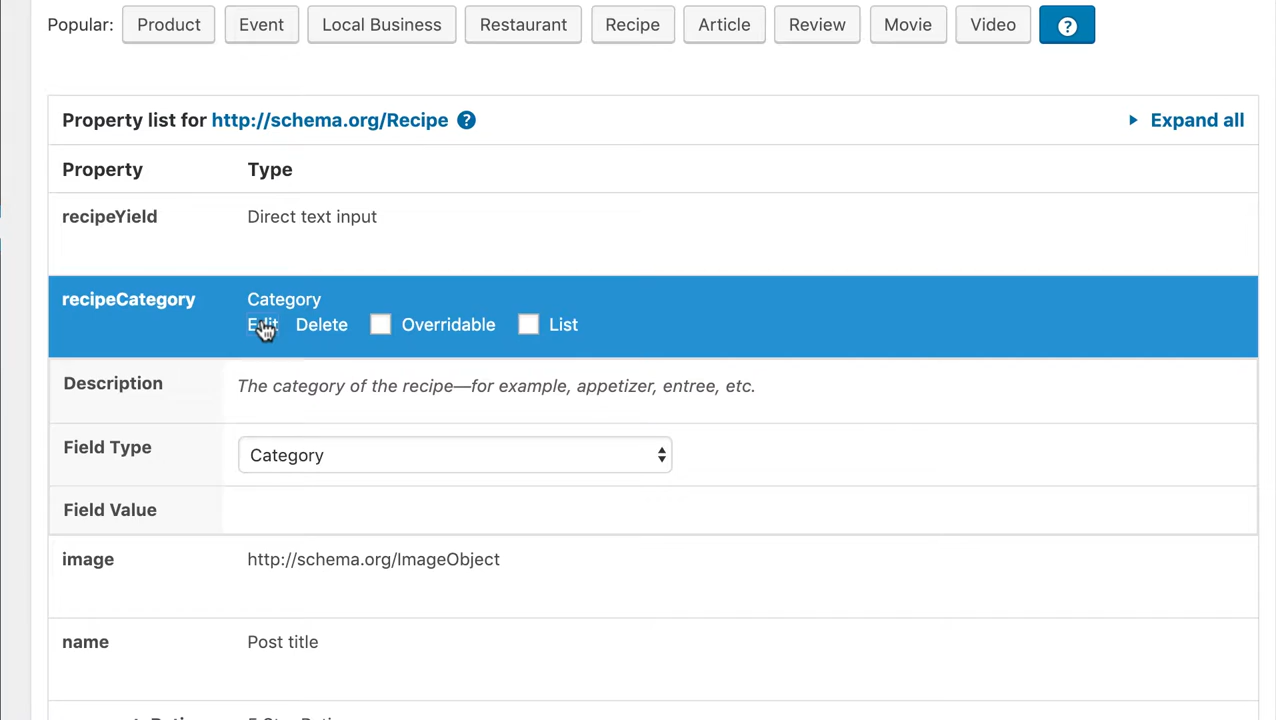 Popular: Product Event Local Business Restaurant Recipe Article Review Movie Video ?
Property list for http://schema.org/Recipe ? Expand all
Property Type
recipeYield Direct text input
recipeCategory Category
Edit Delete Overridable List
Description The category of the recipe—for example, appetizer, entree, etc.
Field Type Category
Field Value
image http://schema.org/ImageObject
name Post title